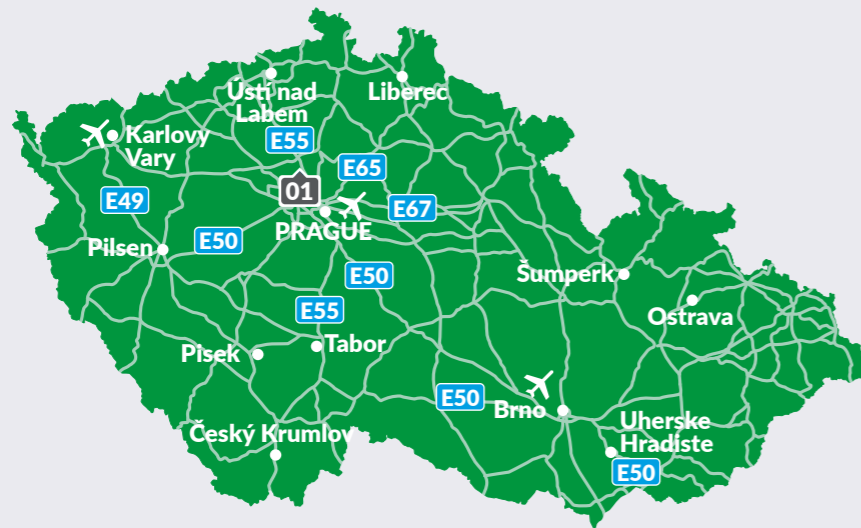 Ústí nad
Labem
Liberec
Karlovy
Vary
E55
E65
01
E49
E67
PRAGUE
Pilsen
E50
E50
Šumperk
E55
Ostrava
Pisek
Tabor
E50
Brno
Český Krumlov
Uherske
Hradiste
E50